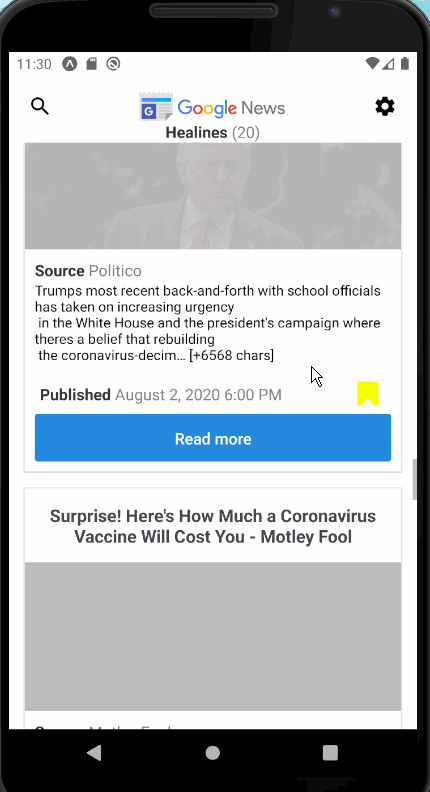 11:30
Google News
Healines (20)
Source Politico
Trumps most recent back-and-forth with school officials
has taken on increasing urgency
in the White House and the president's campaign where
theres a belief that rebuilding
the coronavirus-decim… [+6568 chars]
Published August 2, 2020 6:00 PM
Read more
Surprise! Here's How Much a Coronavirus
Vaccine Will Cost You - Motley Fool